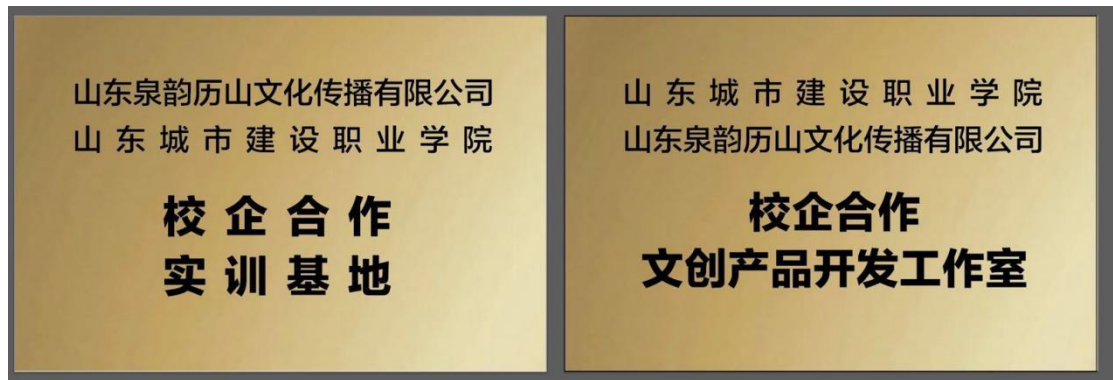 山东泉韵历山文化传播有限公司
山东城市建设职业学院
校企合作
实训基地
山东城市建设职业学院
山东泉韵历山文化传播有限公司
校企合作
文创产品开发工作室